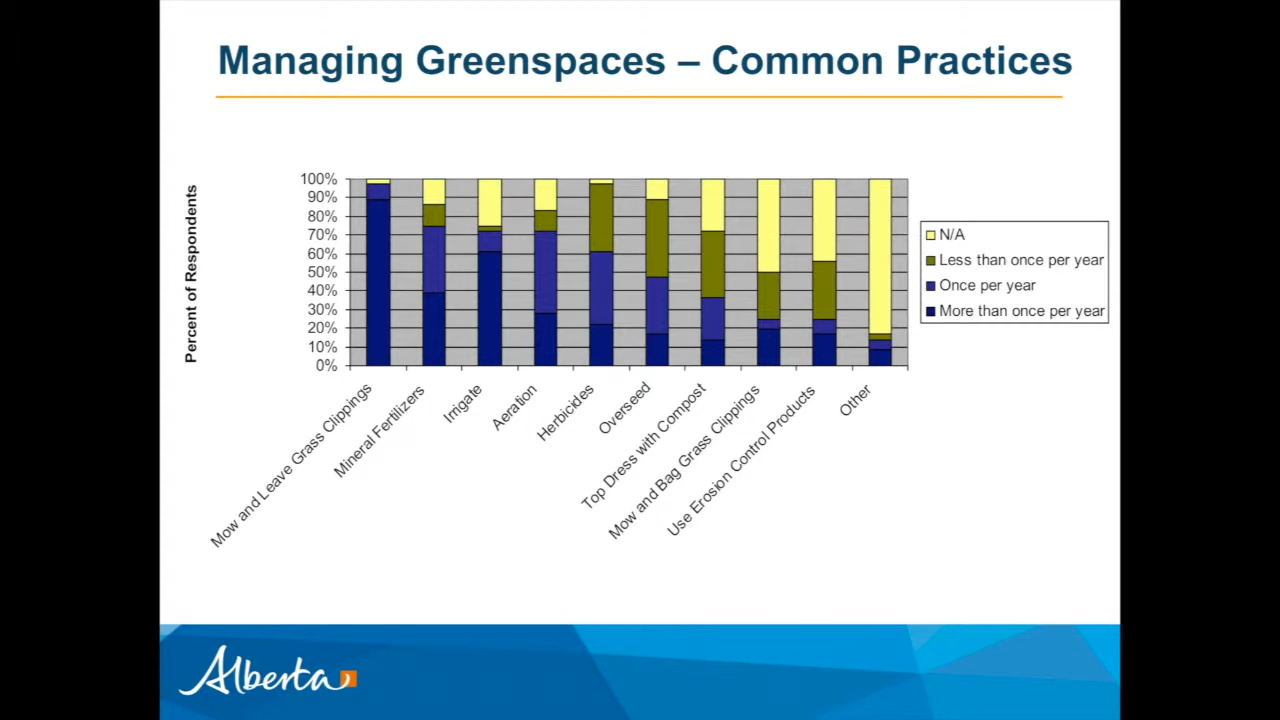 Managing Greenspaces – Common Practices
Percent of Respondents
100%
90%
80%
70%
60%
50%
40%
30%
20%
10%
0%
Mow and Leave Grass Clippings
Mineral Fertilizers
Irrigate
Aeration
Herbicides
Overseed
Top Dress with Compost
Mow and Bag Grass Clippings
Use Erosion Control Products
Other
N/A
Less than once per year
Once per year
More than once per year
Alberta